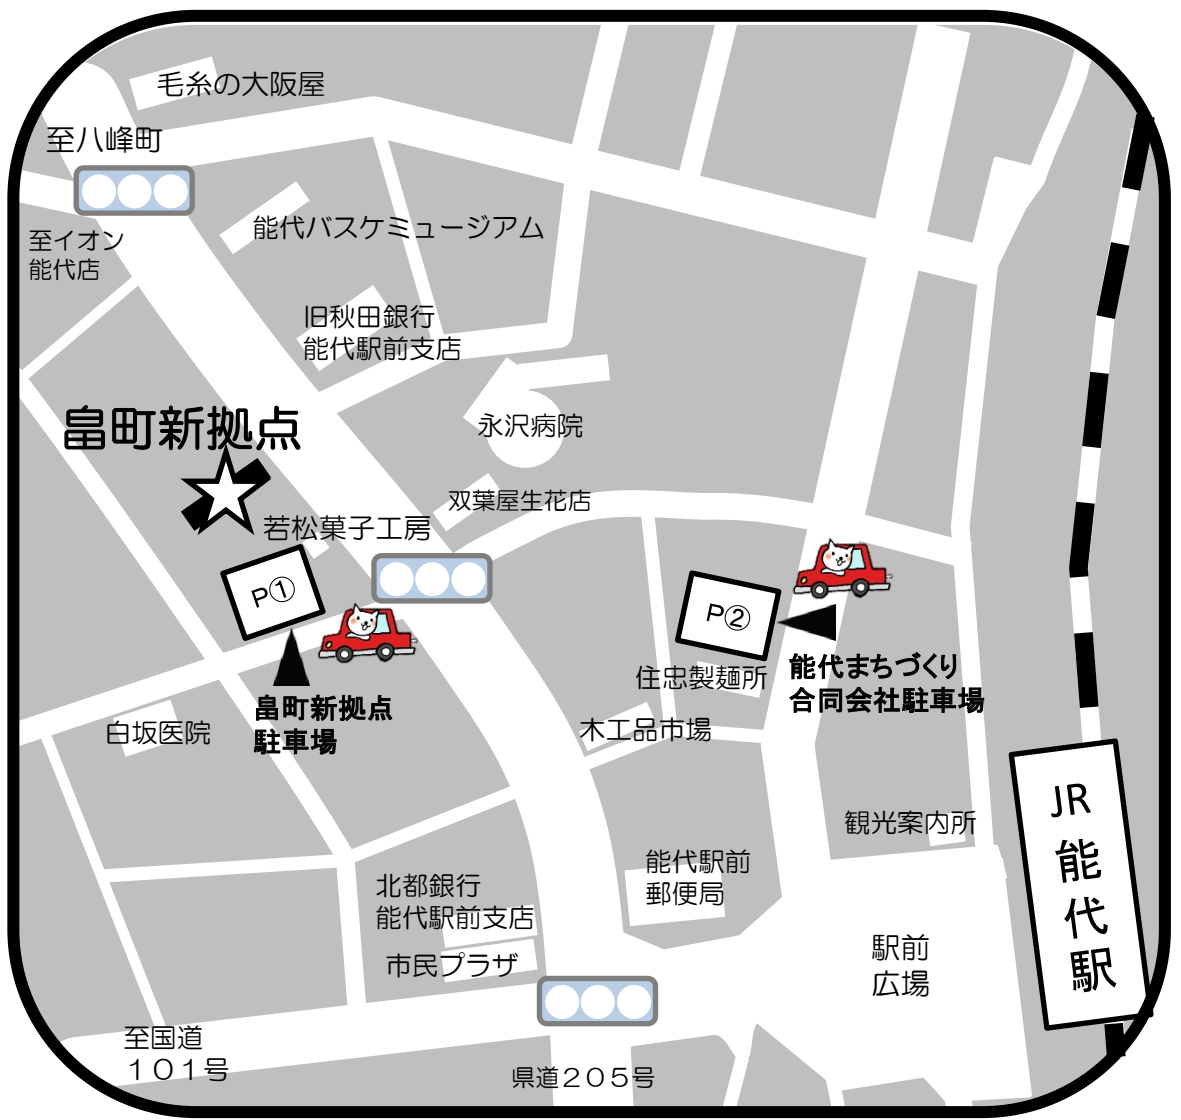 毛糸の大阪屋
至八峰町
能代バスケミュージアム
至イオン
能代店
旧秋田銀行
能代駅前支店
畠町新拠点
永沢病院
双葉屋生花店
若松菓子工房
P①
P②
住忠製麺所
能代まちづくり
合同会社駐車場
畠町新拠点
駐車場
白坂医院
木工品市場
JR
能
代
駅
観光案内所
能代駅前
郵便局
北都銀行
能代駅前支店
市民プラザ
駅前
広場
至国道
１０１号
県道２０５号